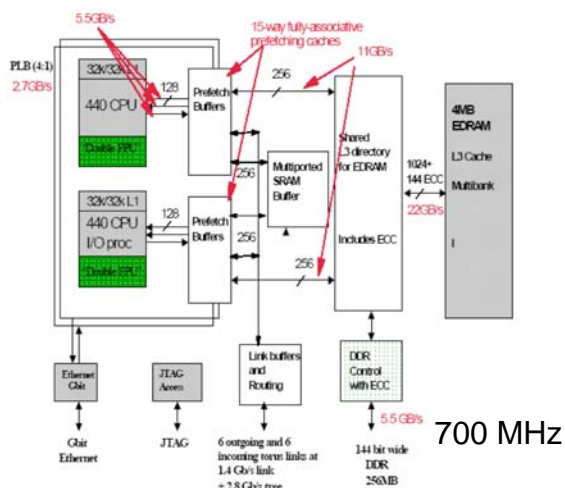 5.5GB/s
15-way fully-associative
prefetching caches
11GB/s
PLB (4:1)
2.7GB/s
32k/32k L1
440 CPU
Double FPU
128
Prefetch
Buffers
256
256
Multiported
SRAM
Buffer
Shared
L3 directory
for EDRAM
Includes ECC
1024+
144 ECC
22GB/s
4MB
EDRAM
L3 Cache
Multibank
I
32k/32k L1
440 CPU
I/O proc
Double FPU
128
Prefetch
Buffers
256
256
Ethernet
Gbit
JTAG
Access
Link buffers
and
Routing
DDR
Control
with ECC
5.5 GB/s
700 MHz
Gbit
Ethernet
JTAG
6 outgoing and 6
incoming torus links at
1.4 Gb/s link
+ 2.8 Gb/s tree
144 bit wide
DDR
256MB